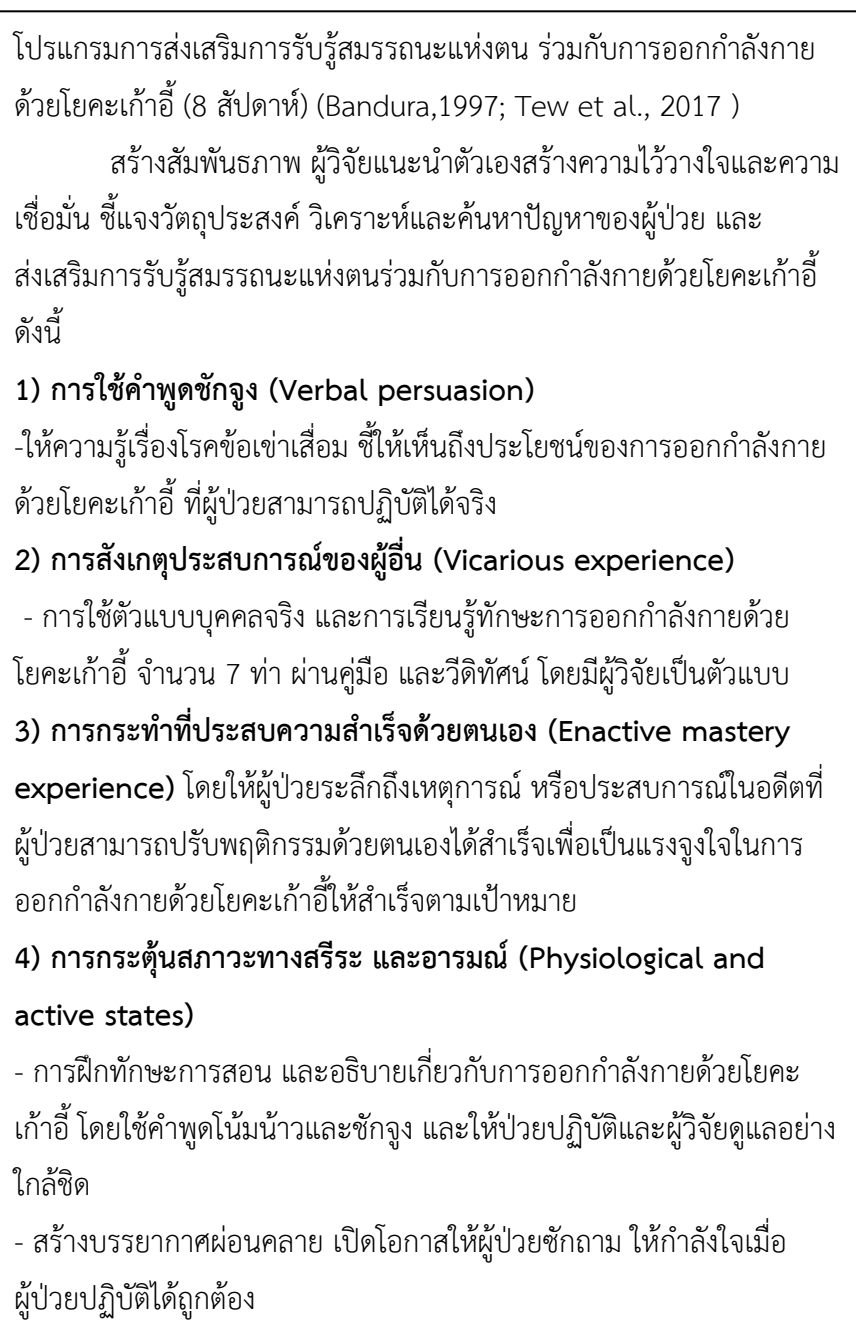 โปรแกรมการส่งเสริมการรับรู้สมรรถนะแห่งตน ร่วมกับการออกกำลังกาย
ด้วยโยคะเก้าอี้ (8 สัปดาห์) (Bandura,1997; Tew et al., 2017 )
สร้างสัมพันธภาพ ผู้วิจัยแนะนำตัวเองสร้างความไว้วางใจและความ
เชื่อมั่น ชี้แจงวัตถุประสงค์ วิเคราะห์และค้นหาปัญหาของผู้ป่วย และ
ส่งเสริมการรับรู้สมรรถนะแห่งตนร่วมกับการออกกำลังกายด้วยโยคะเก้าอี้
ดังนี้
1) การใช้คำพูดชักจูง (Verbal persuasion)
-ให้ความรู้เรื่องโรคข้อเข่าเสื่อม ชี้ให้เห็นถึงประโยชน์ของการออกกำลังกาย
ด้วยโยคะเก้าอี้ ที่ผู้ป่วยสามารถปฏิบัติได้จริง
2) การสังเกตุประสบการณ์ของผู้อื่น (Vicarious experience)
- การใช้ตัวแบบบุคคลจริง และการเรียนรู้ทักษะการออกกำลังกายด้วย
โยคะเก้าอี้ จำนวน 7 ท่า ผ่านคู่มือ และวีดิทัศน์ โดยมีผู้วิจัยเป็นตัวแบบ
3) การกระทำที่ประสบความสำเร็จด้วยตนเอง (Enactive mastery
experience) โดยให้ผู้ป่วยระลึกถึงเหตุการณ์ หรือประสบการณ์ในอดีตที่
ผู้ป่วยสามารถปรับพฤติกรรมด้วยตนเองได้สำเร็จเพื่อเป็นแรงจูงใจในการ
ออกกำลังกายด้วยโยคะเก้าอี้ให้สำเร็จตามเป้าหมาย
4) การกระตุ้นสภาวะทางสรีระ และอารมณ์ (Physiological and
active states)
- การฝึกทักษะการสอน และอธิบายเกี่ยวกับการออกกำลังกายด้วยโยคะ
เก้าอี้ โดยใช้คำพูดโน้มน้าวและชักจูง และให้ป่วยปฏิบัติและผู้วิจัยดูแลอย่าง
ใกล้ชิด
- สร้างบรรยากาศผ่อนคลาย เปิดโอกาสให้ผู้ป่วยซักถาม ให้กำลังใจเมื่อ
ผู้ป่วยปฏิบัติได้ถูกต้อง